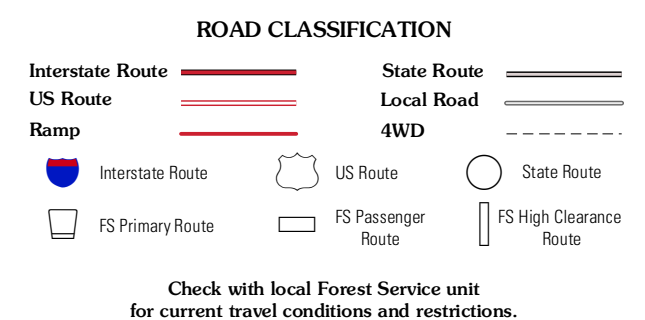 ROAD CLASSIFICATION
Interstate Route
State Route
US Route
Local Road
Ramp
4WD
Interstate Route
US Route
State Route
FS Primary Route
FS Passenger
Route
FS High Clearance
Route
Check with local Forest Service unit
for current travel conditions and restrictions.